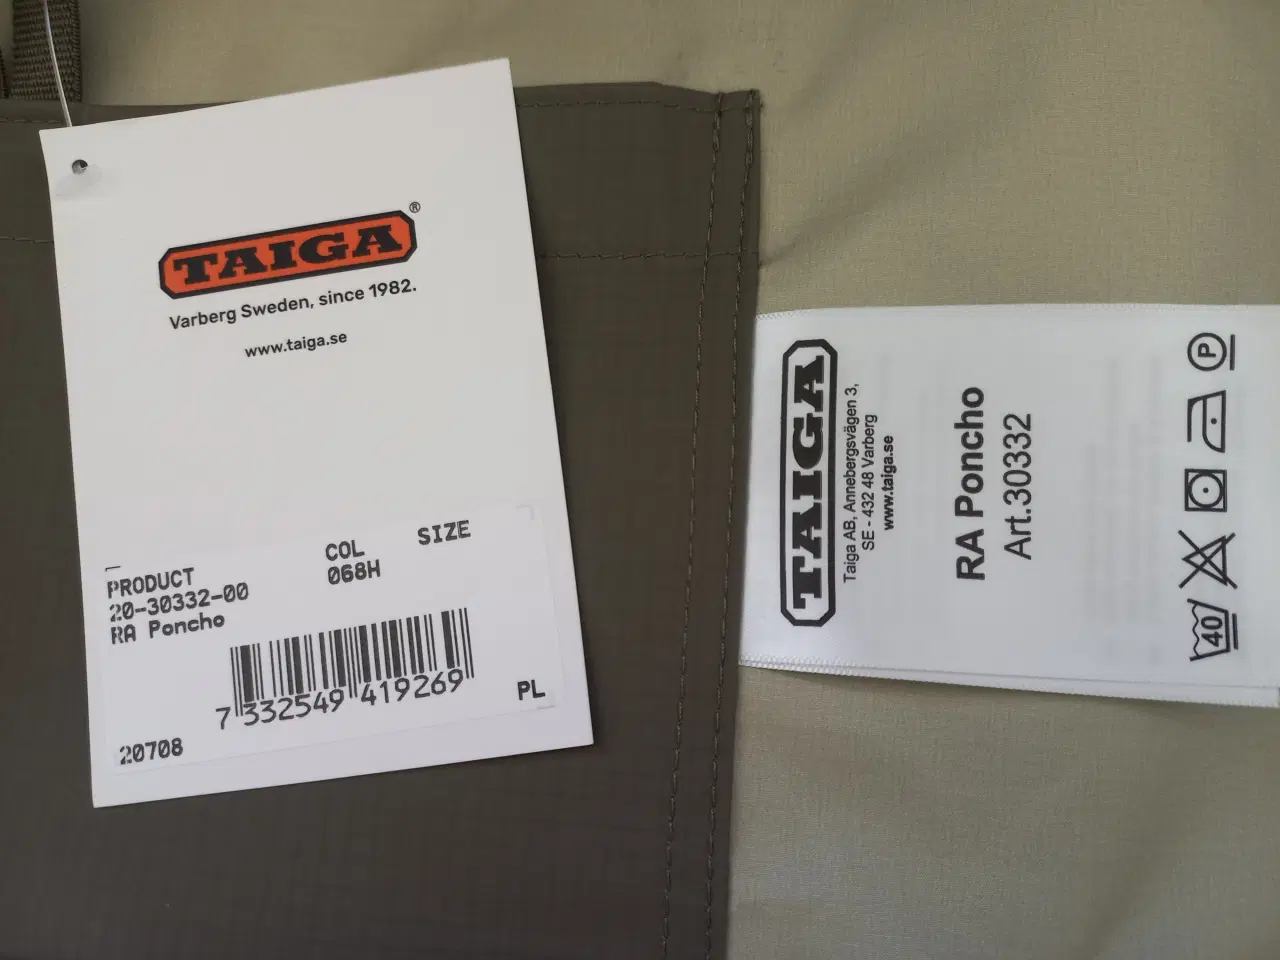 TAIGA®
Varberg Sweden, since 1982.
www.taiga.se
PRODUCT COL SIZE
20-30332-00 068H
RA Poncho
7 332549 419269
PL
20708
TAIGA
Taiga AB, Annebergsvägen 3,
SE - 432 48 Varberg
www.taiga.se
RA Poncho
Art.30332
40
P